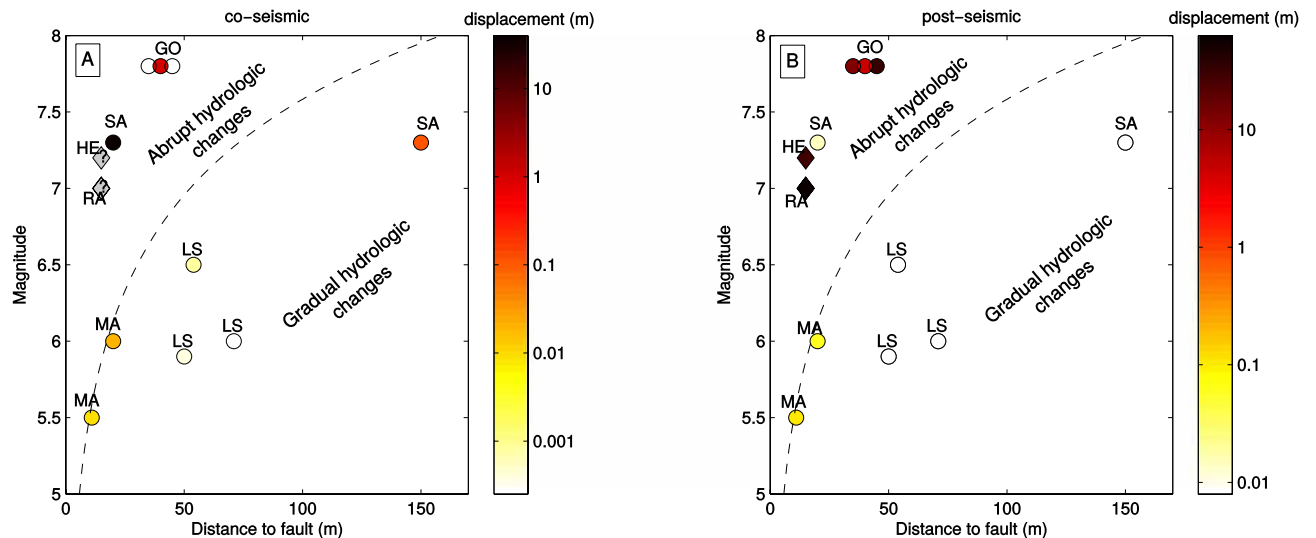 co-seismic
displacement (m)
A
8
7.5
7
6.5
6
5.5
5
Magnitude
0
50
100
150
Distance to fault (m)
GO
SA
HE
?
?
RA
SA
LS
LS
LS
MA
MA
Abrupt hydrologic
changes
Gradual hydrologic
changes
10
1
0.1
0.01
0.001
post-seismic
displacement (m)
B
8
7.5
7
6.5
6
5.5
5
Magnitude
0
50
100
150
Distance to fault (m)
GO
SA
HE
RA
SA
LS
LS
LS
MA
MA
Abrupt hydrologic
changes
Gradual hydrologic
changes
10
1
0.1
0.01